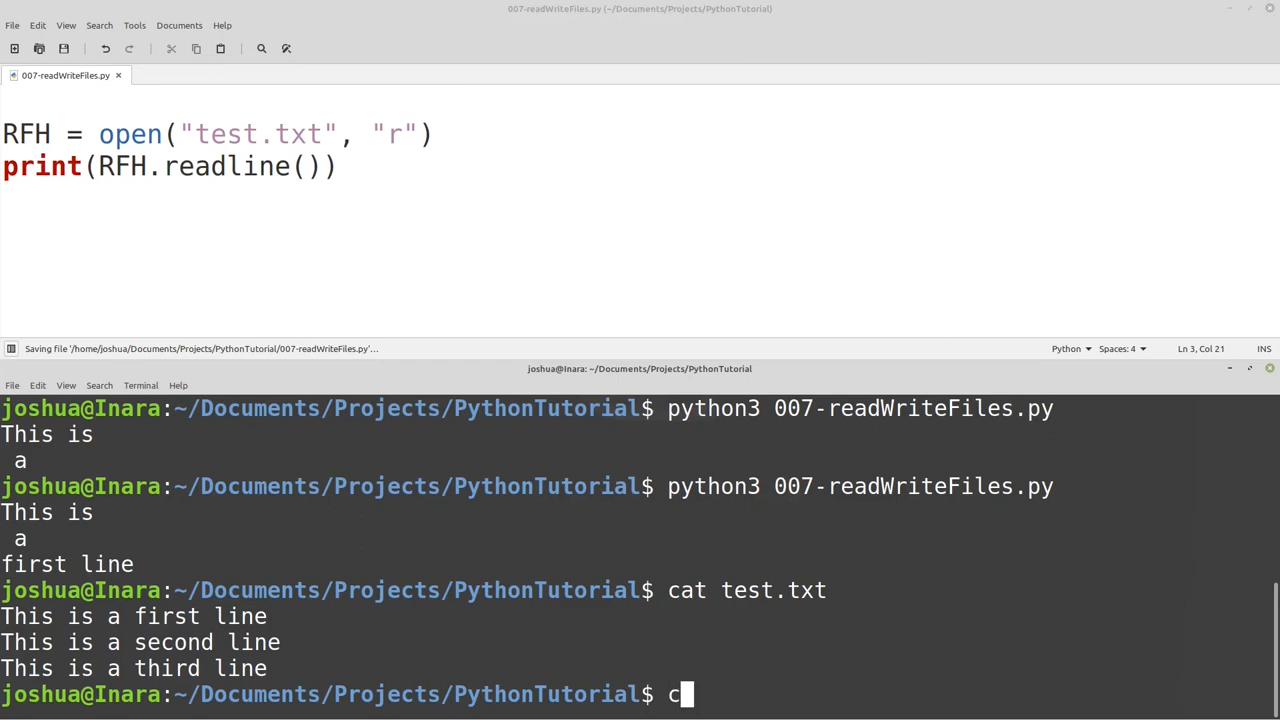 007-readWriteFiles.py (~/Documents/Projects/PythonTutorial)
File Edit View Search Tools Documents Help
007-readWriteFiles.py
RFH = open("test.txt", "r")
print(RFH.readline())
Saving file '/home/joshua/Documents/Projects/PythonTutorial/007-readWriteFiles.py'...
Python Spaces: 4 Ln 3, Col 21 INS
joshua@Inara: ~/Documents/Projects/PythonTutorial
File Edit View Search Terminal Help
joshua@Inara:~/Documents/Projects/PythonTutorial$ python3 007-readWriteFiles.py
This is
 a
joshua@Inara:~/Documents/Projects/PythonTutorial$ python3 007-readWriteFiles.py
This is
 a
first line
joshua@Inara:~/Documents/Projects/PythonTutorial$ cat test.txt
This is a first line
This is a second line
This is a third line
joshua@Inara:~/Documents/Projects/PythonTutorial$ c